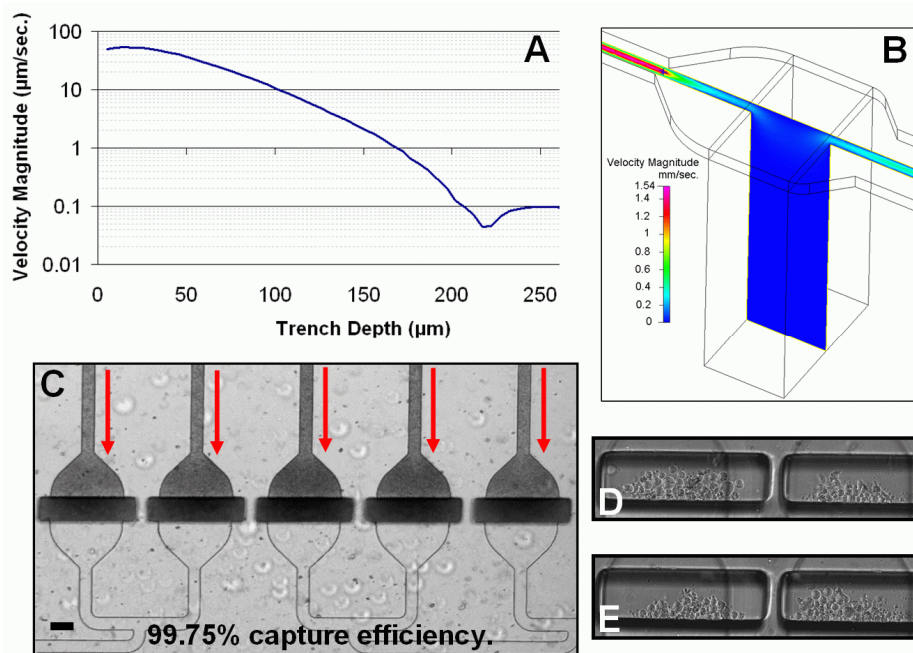 A
Velocity Magnitude (µm/sec.)
100
10
1
0.1
0.01
0
50
100
150
200
250
Trench Depth (µm)
B
Velocity Magnitude
mm/sec.
1.54
1.4
1.2
1
0.8
0.6
0.4
0.2
0
C
99.75% capture efficiency.
D
E